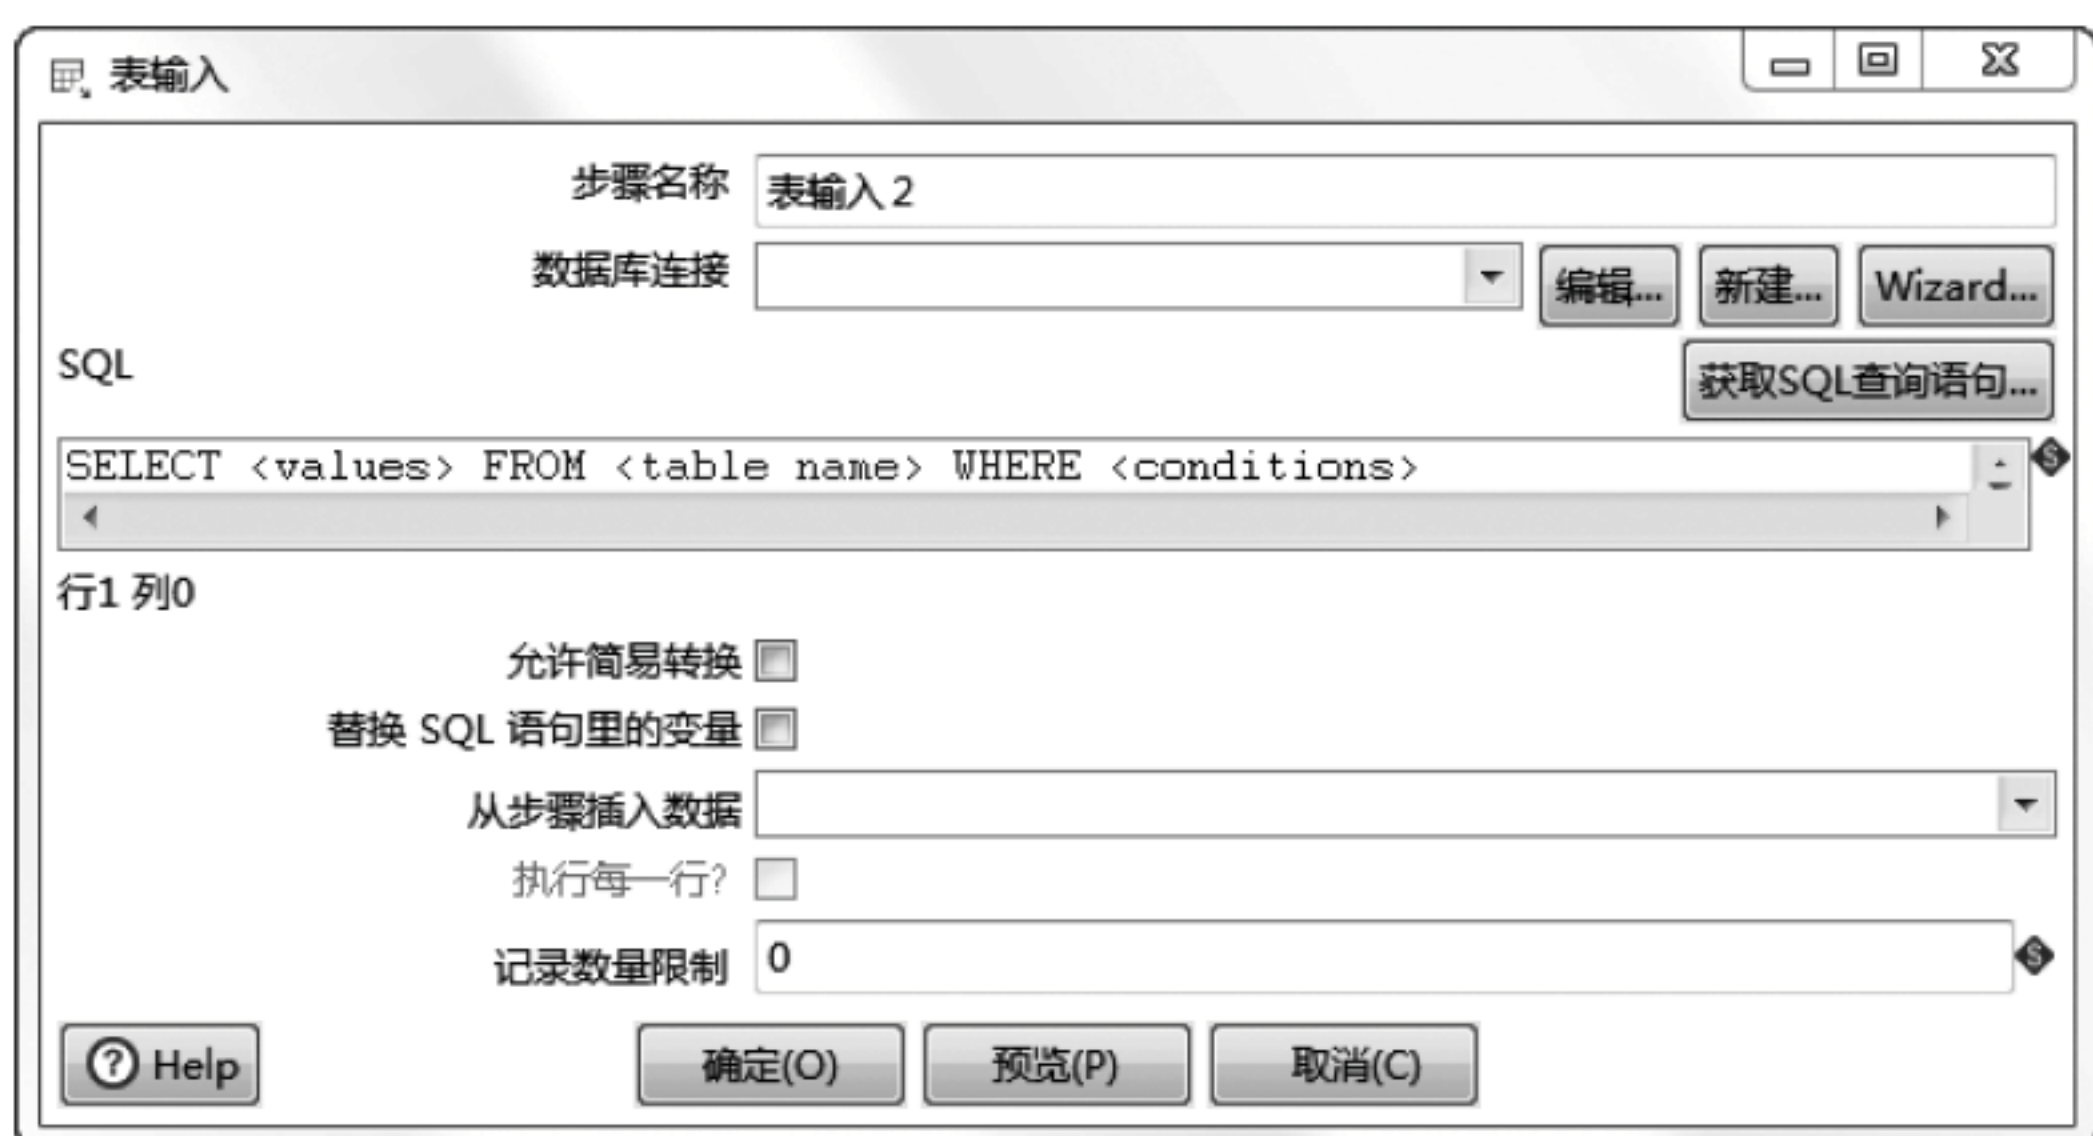 表输入
步骤名称 表输入 2
数据库连接 编辑... 新建... Wizard...
SQL 获取SQL查询语句...
SELECT <values> FROM <table name> WHERE <conditions>
行1 列0
允许简易转换
替换 SQL 语句里的变量
从步骤插入数据
执行每一行?
记录数量限制 0
Help 确定(O) 预览(P) 取消(C)